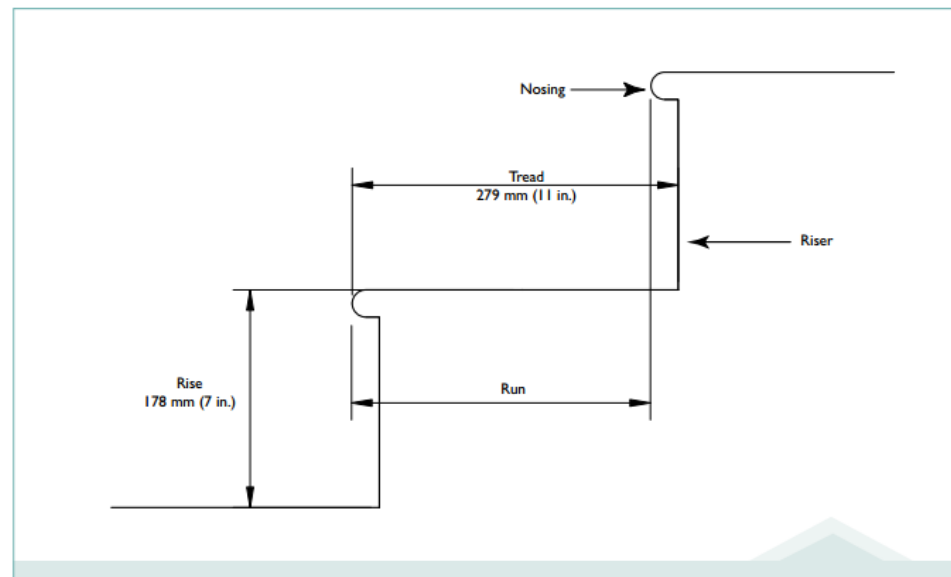 Nosing
Tread
279 mm (11 in.)
Riser
Rise
178 mm (7 in.)
Run